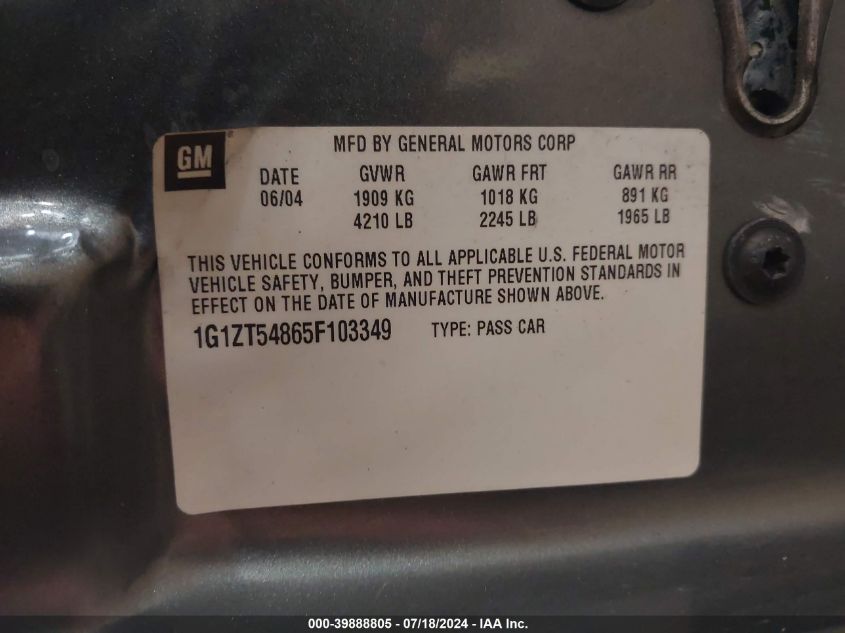 GM
MFD BY GENERAL MOTORS CORP
DATE GVWR GAWR FRT GAWR RR
06/04 1909 KG 1018 KG 891 KG
4210 LB 2245 LB 1965 LB
THIS VEHICLE CONFORMS TO ALL APPLICABLE U.S. FEDERAL MOTOR
VEHICLE SAFETY, BUMPER, AND THEFT PREVENTION STANDARDS IN
EFFECT ON THE DATE OF MANUFACTURE SHOWN ABOVE.
1G1ZT54865F103349 TYPE: PASS CAR
000-39888805 - 07/18/2024 - IAA Inc.